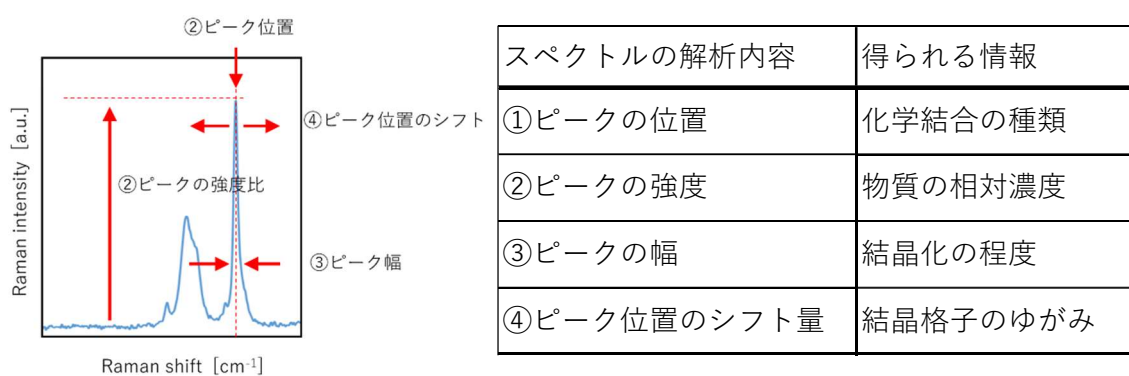 ②ピーク位置
④ピーク位置のシフト
②ピークの強度比
③ピーク幅
Raman intensity [a.u.]
Raman shift [cm⁻¹]
スペクトルの解析内容 得られる情報
①ピークの位置 化学結合の種類
②ピークの強度 物質の相対濃度
③ピークの幅 結晶化の程度
④ピーク位置のシフト量 結晶格子のゆがみ